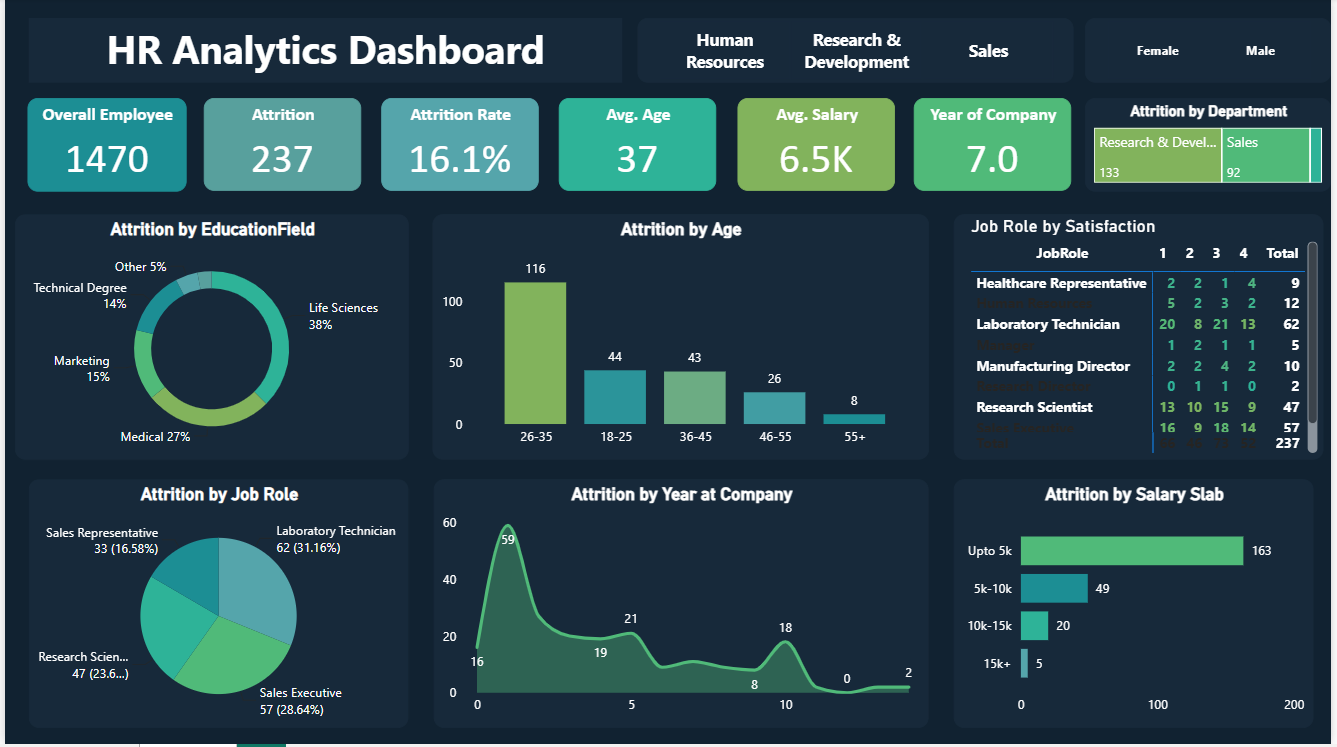 HR Analytics Dashboard
Human
Resources
Research &
Development
Sales
Female
Male
Overall Employee
1470
Attrition
237
Attrition Rate
16.1%
Avg. Age
37
Avg. Salary
6.5K
Year of Company
7.0
Attrition by Department
Research & Devel...
133
Sales
92
Attrition by EducationField
Other 5%
Technical Degree
14%
Life Sciences
38%
Marketing
15%
Medical 27%
Attrition by Age
116
100
44
43
50
26
8
0
26-35
18-25
36-45
46-55
55+
Job Role by Satisfaction
JobRole 1 2 3 4 Total
Healthcare Representative 2 2 1 4 9
5 2 3 2 12
Laboratory Technician 20 8 21 13 62
1 2 1 1 5
Manufacturing Director 2 2 4 2 10
0 1 1 0 2
Research Scientist 13 10 15 9 47
16 9 18 14 57
Total 237
Attrition by Job Role
Sales Representative
33 (16.58%)
Laboratory Technician
62 (31.16%)
Research Scien...
47 (23.6...)
Sales Executive
57 (28.64%)
Attrition by Year at Company
60
59
40
21
20
19
18
16
8
0
2
0
0
5
10
Attrition by Salary Slab
Upto 5k
163
5k-10k
49
10k-15k
20
15k+
5
0
100
200